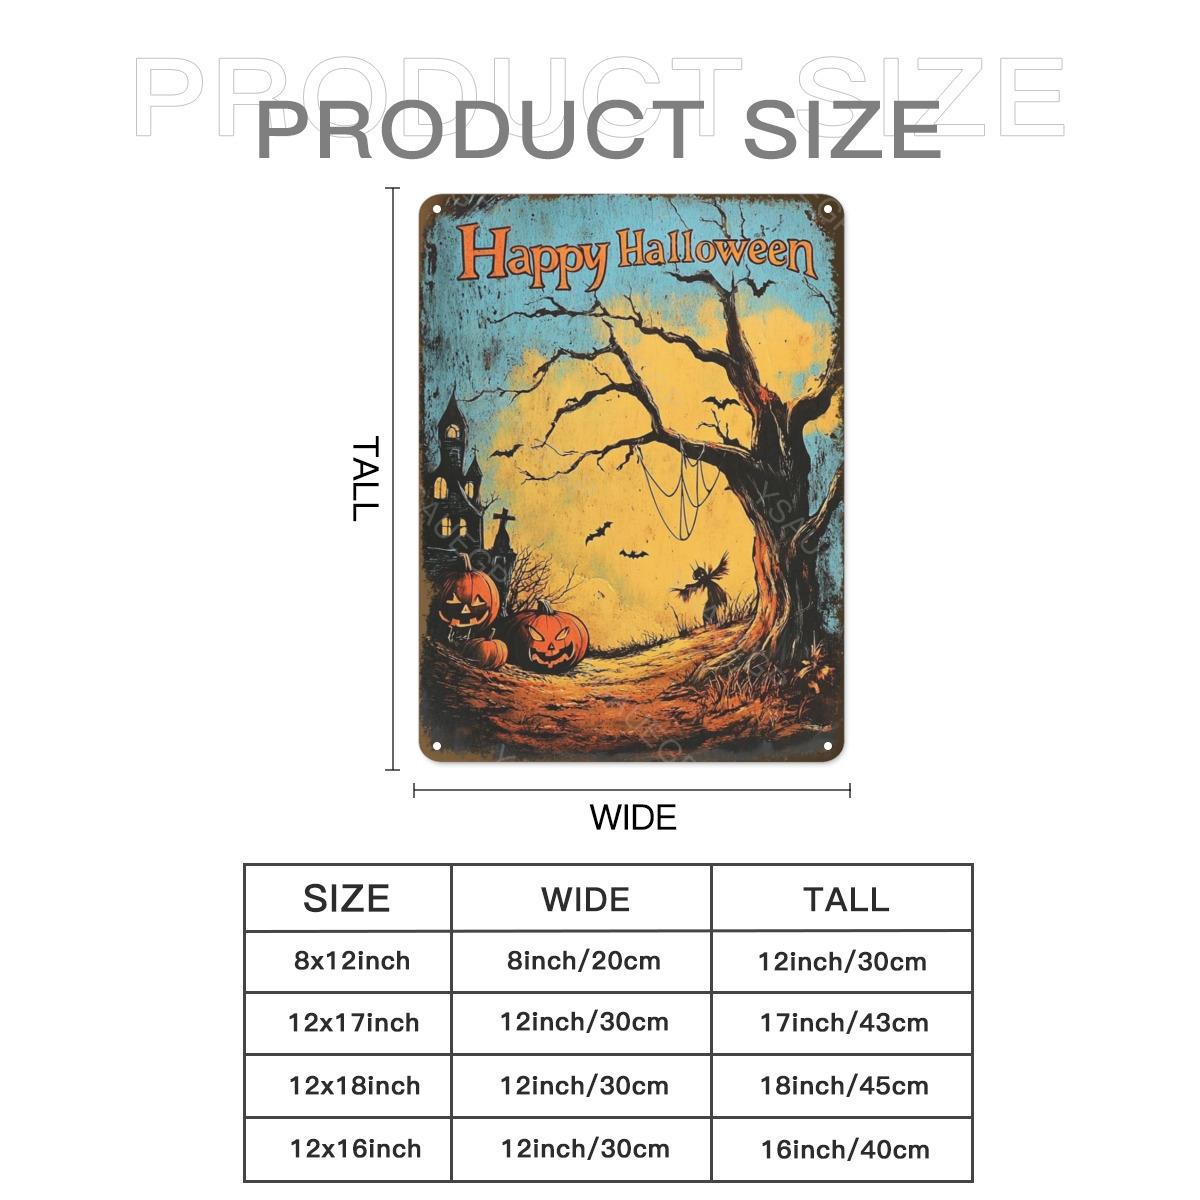 PRODUCT SIZE
PRODUCT SIZE
Happy Halloween
TALL
WIDE
SIZE WIDE TALL
8x12inch 8inch/20cm 12inch/30cm
12x17inch 12inch/30cm 17inch/43cm
12x18inch 12inch/30cm 18inch/45cm
12x16inch 12inch/30cm 16inch/40cm